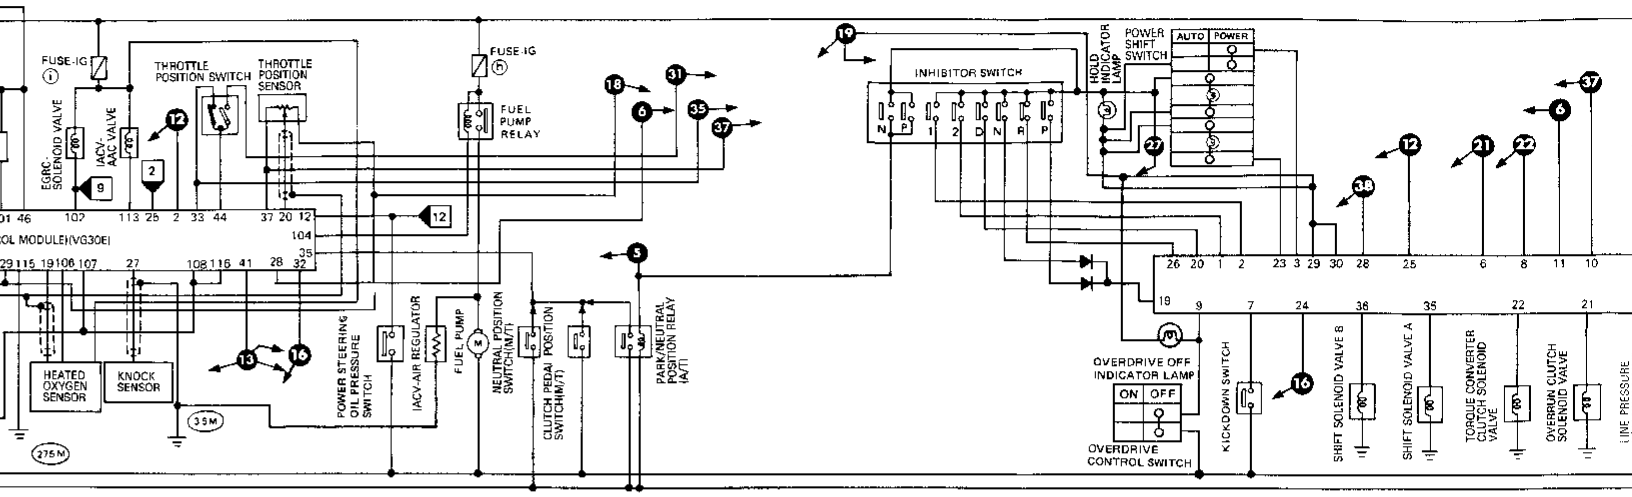 FUSE-IG
i
THROTTLE
POSITION SWITCH
THROTTLE
POSITION
SENSOR
FUSE-IG
h
FUEL
PUMP
RELAY
EGRC-
SOLENOID VALVE
IACV-
AAC VALVE
12
9
2
18
6
31
35
37
19
INHIBITOR SWITCH
N P 1 2 D N R P
HOLD
INDICATOR
LAMP
POWER
SHIFT
SWITCH
AUTO POWER
27
38
12
21
22
6
37
01 46 107 113 25 2 33 44 37 20 12
12
104
35
OL MODULE)(VG30E)
29 115 19 106 107 27 108 116 41 28 32
5
26 20 1 2 23 3 29 30 28 25 6 8 11 10
19
9 7 24 36 35 22 21
HEATED
OXYGEN
SENSOR
KNOCK
SENSOR
13
16
275M
35M
POWER STEERING
OIL PRESSURE
SWITCH
IACV-AIR REGULATOR
FUEL PUMP
M
NEUTRAL POSITION
SWITCH(M/T)
CLUTCH PEDAL POSITION
SWITCH(M/T)
M
PARK/NEUTRAL
POSITION RELAY
(A/T)
OVERDRIVE OFF
INDICATOR LAMP
ON OFF
OVERDRIVE
CONTROL SWITCH
KICKDOWN SWITCH
16
SHIFT SOLENOID VALVE B
SHIFT SOLENOID VALVE A
TORQUE CONVERTER
CLUTCH SOLENOID
VALVE
OVERRUN CLUTCH
SOLENOID VALVE
LINE PRESSURE